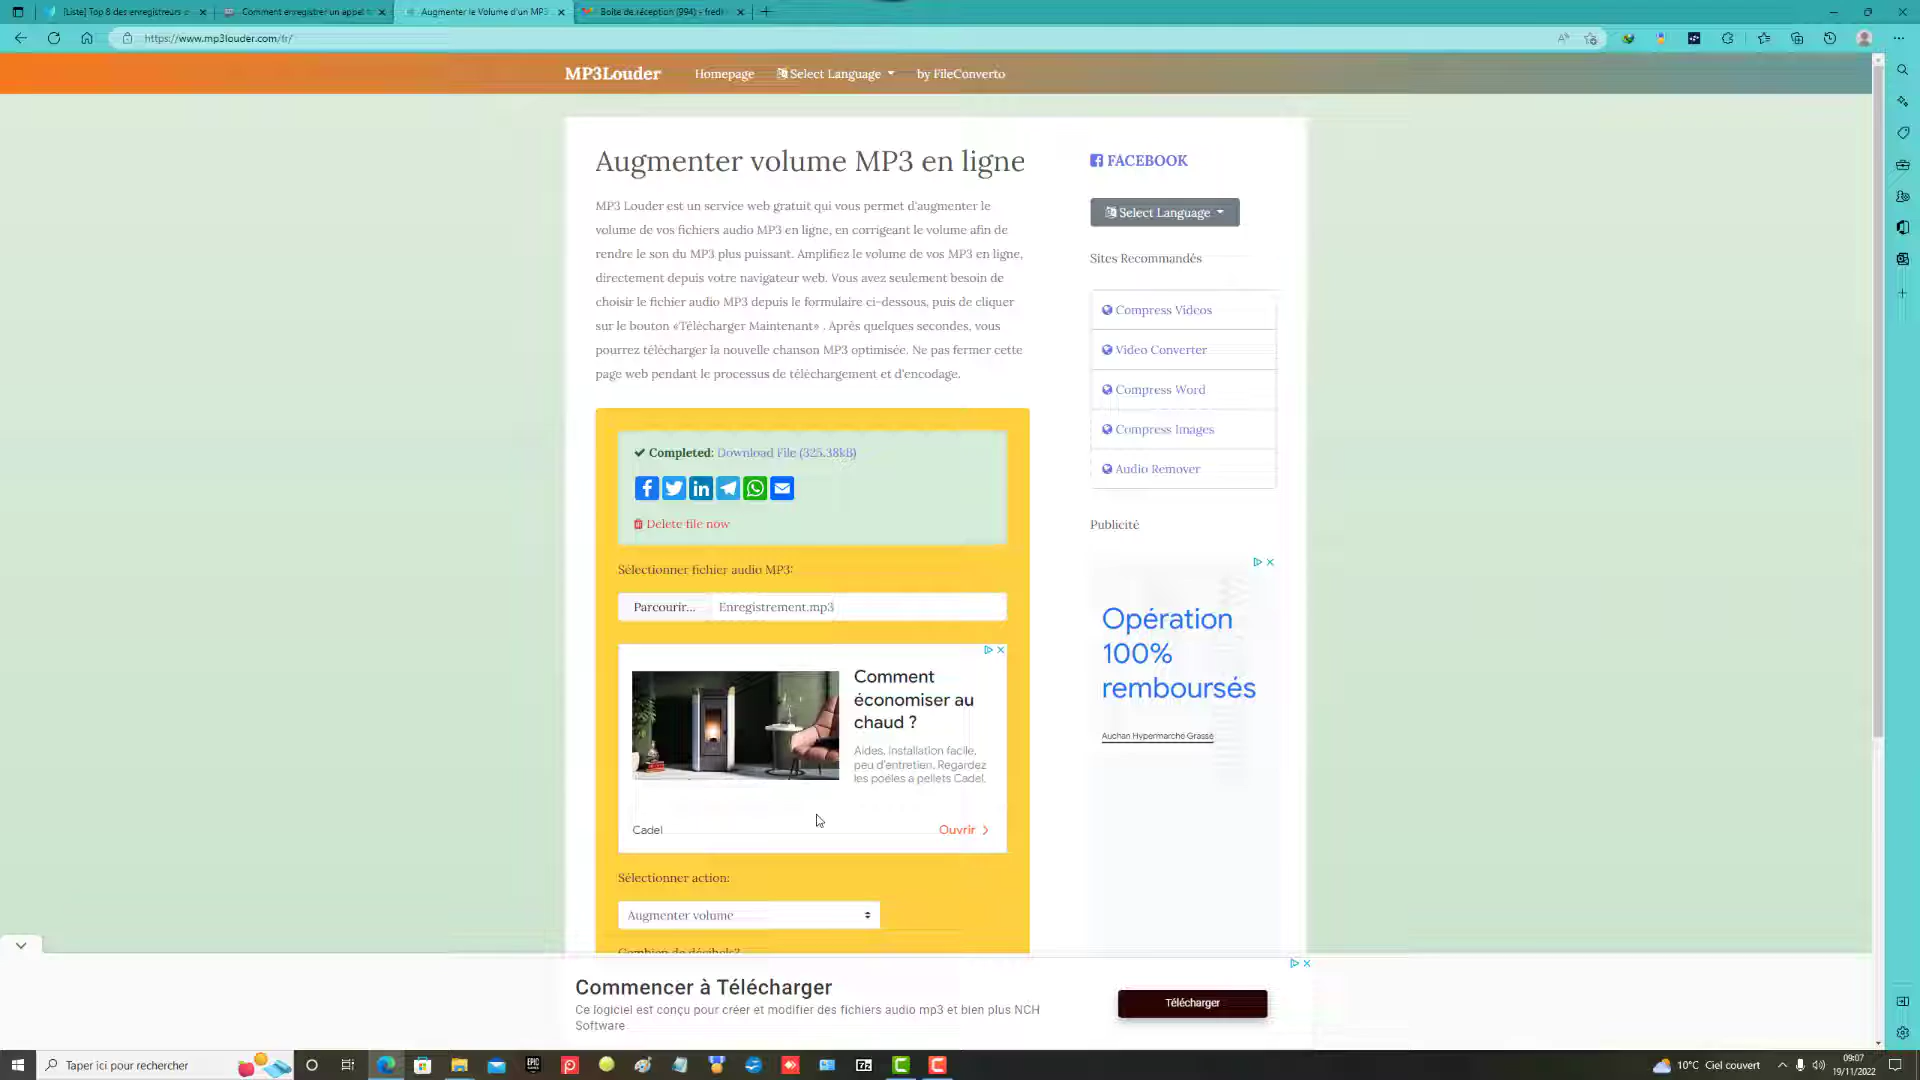 [Liste] Top 8 des enregistreurs
Comment enregistrer un appel
Augmenter le Volume d'un MP3
Boîte de réception (994) - fredi
https://www.mp3louder.com/fr/
MP3Louder
Homepage
Select Language
by FileConverto
Augmenter volume MP3 en ligne
MP3 Louder est un service web gratuit qui vous permet d'augmenter le
volume de vos fichiers audio MP3 en ligne, en corrigeant le volume afin de
rendre le son du MP3 plus puissant. Amplifiez le volume de vos MP3 en ligne,
directement depuis votre navigateur web. Vous avez seulement besoin de
choisir le fichier audio MP3 depuis le formulaire ci-dessous, puis de cliquer
sur le bouton «Télécharger Maintenant» . Après quelques secondes, vous
pourrez télécharger la nouvelle chanson MP3 optimisée. Ne pas fermer cette
page web pendant le processus de téléchargement et d'encodage.
Completed: Download File (325.38kB)
Delete file now
Sélectionner fichier audio MP3:
Parcourir... Enregistrement.mp3
Comment
économiser au
chaud ?
Aides, installation facile,
peu d'entretien. Regardez
les poêles à pellets Cadel.
Cadel
Ouvrir
Sélectionner action:
Augmenter volume
Combien de décibels?
FACEBOOK
Select Language
Sites Recommandés
Compress Videos
Video Converter
Compress Word
Compress Images
Audio Remover
Publicité
Opération
100%
remboursés
Auchan Hypermarché Grasse
Commencer à Télécharger
Ce logiciel est conçu pour créer et modifier des fichiers audio mp3 et bien plus NCH
Software
Télécharger
Taper ici pour rechercher
10°C Ciel couvert
09:07
19/11/2022